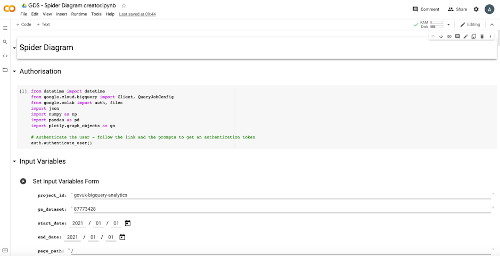 GDS - Spider Diagram creator.ipynb
File Edit View Insert Runtime Tools Help Last saved at 09:44
Comment Share A
+ Code + Text
RAM Disk Editing
Spider Diagram
Authorisation
[ ] from datetime import datetime
from google.cloud.bigquery import Client, QueryJobConfig
from google.colab import auth, files
import json
import numpy as np
import pandas as pd
import plotly.graph_objects as go
# Authenticate the user - follow the link and the prompts to get an authentication token
auth.authenticate_user()
Input Variables
Set Input Variables Form
project_id: "govuk-bigquery-analytics
ga_dataset: "87773428
start_date: 2021 / 01 / 01
end_date: 2021 / 01 / 01
page_path: "/